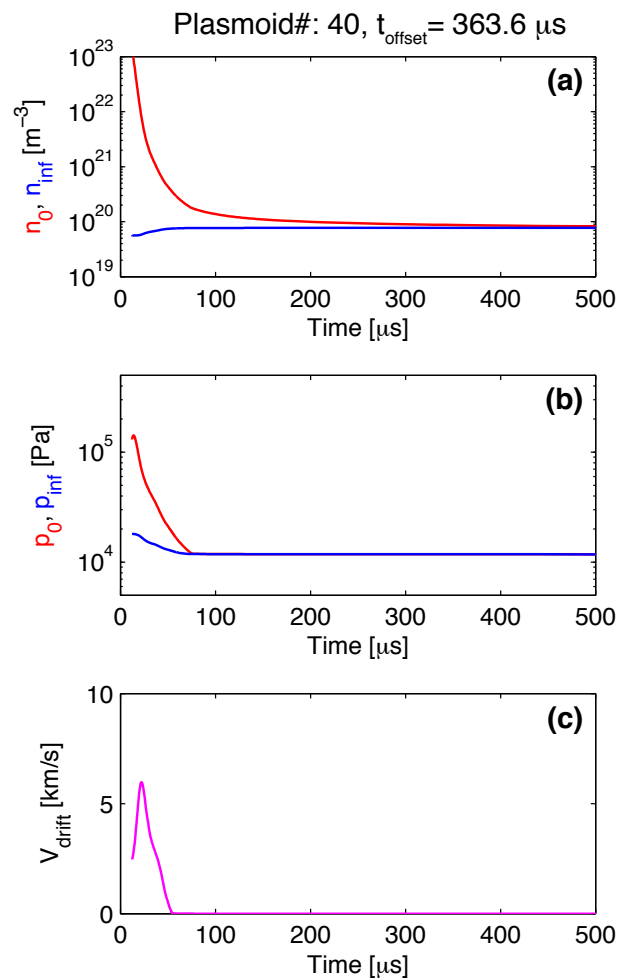 Plasmoid#: 40, t_offset= 363.6 μs
(a)
n_0, n_inf [m^−3]
10^23
10^22
10^21
10^20
10^19
0 100 200 300 400 500
Time [μs]
(b)
p_0, p_inf [Pa]
10^5
10^4
0 100 200 300 400 500
Time [μs]
(c)
V_drift [km/s]
10
5
0
0 100 200 300 400 500
Time [μs]